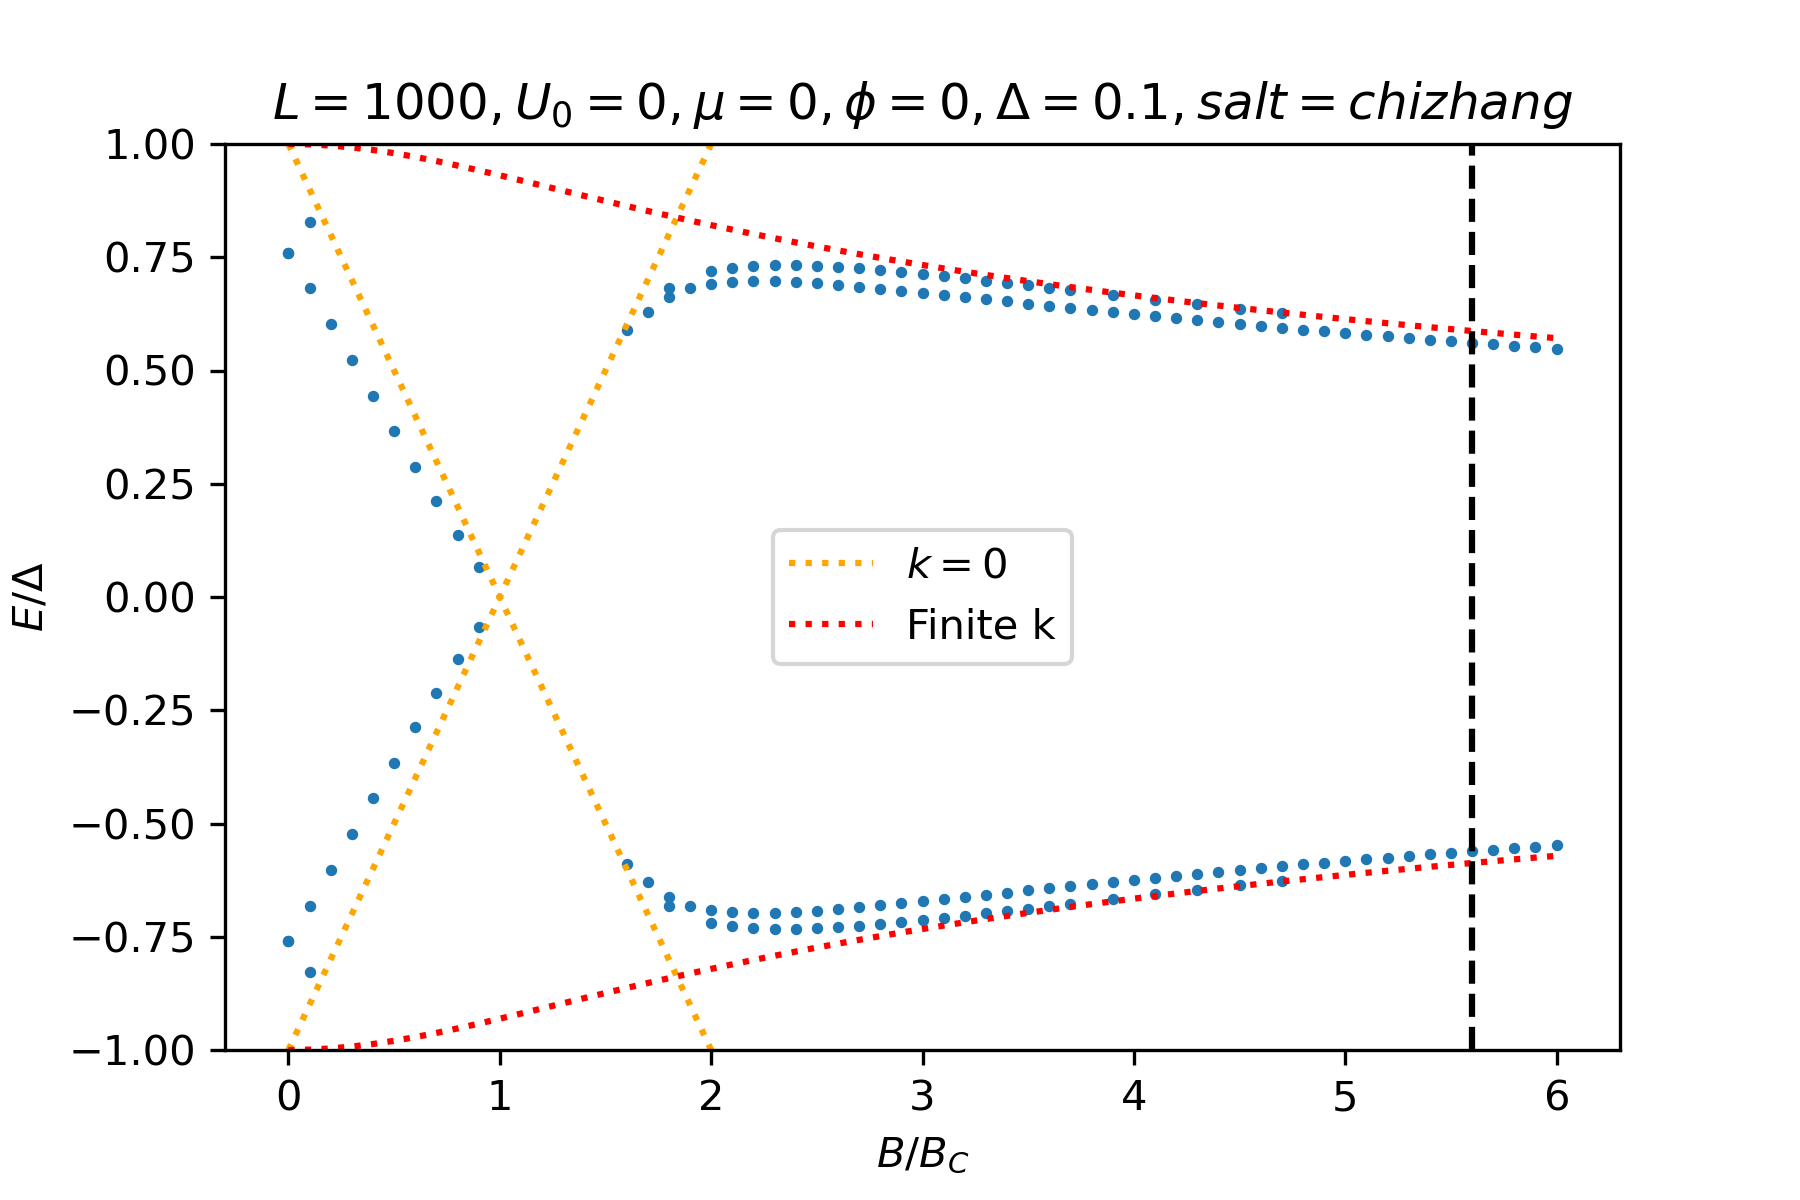 L = 1000, U₀ = 0, μ = 0, ϕ = 0, Δ = 0.1, salt = chizhang
1.00
0.75
0.50
0.25
0.00
−0.25
−0.50
−0.75
−1.00
E/Δ
k = 0
Finite k
0 1 2 3 4 5 6
B/B_C